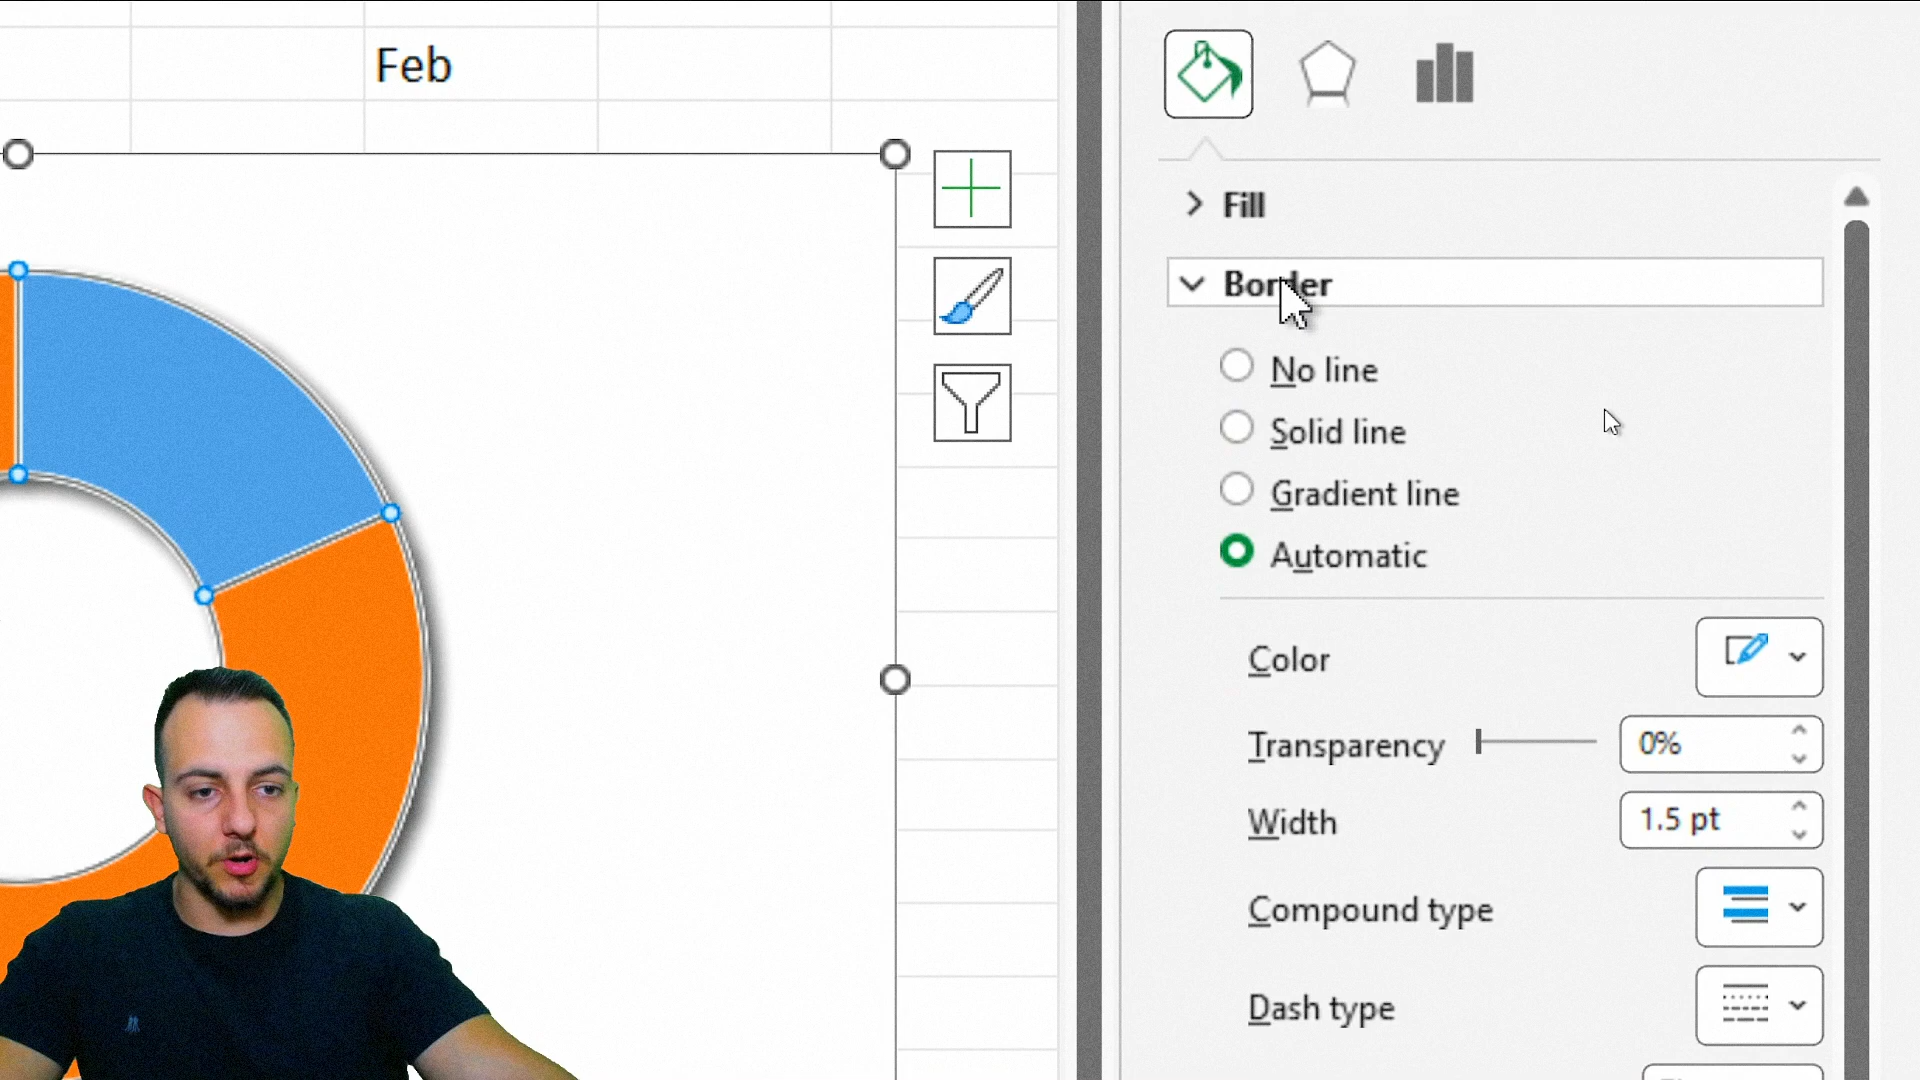 Feb
Fill
Border
No line
Solid line
Gradient line
Automatic
Color
Transparency 0%
Width 1.5 pt
Compound type
Dash type